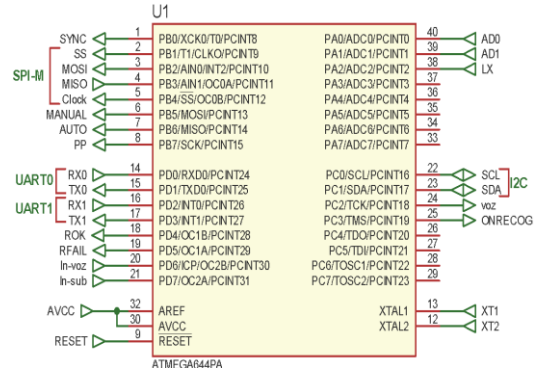 U1
SYNC 1 PB0/XCK0/T0/PCINT8 PA0/ADC0/PCINT0 40 AD0
SS 2 PB1/T1/CLKO/PCINT9 PA1/ADC1/PCINT1 39 AD1
MOSI 3 PB2/AIN0/INT2/PCINT10 PA2/ADC2/PCINT2 38 LX
SPI-M
MISO 4 PB3/AIN1/OC0A/PCINT11 PA3/ADC3/PCINT3 37
Clock 5 PB4/SS/OC0B/PCINT12 PA4/ADC4/PCINT4 36
MANUAL 6 PB5/MOSI/PCINT13 PA5/ADC5/PCINT5 35
AUTO 7 PB6/MISO/PCINT14 PA6/ADC6/PCINT6 34
PP 8 PB7/SCK/PCINT15 PA7/ADC7/PCINT7 33
UART0 RX0 14 PD0/RXD0/PCINT24 PC0/SCL/PCINT16 22 SCL I2C
TX0 15 PD1/TXD0/PCINT25 PC1/SDA/PCINT17 23 SDA
UART1 RX1 16 PD2/INT0/PCINT26 PC2/TCK/PCINT18 24 voz
TX1 17 PD3/INT1/PCINT27 PC3/TMS/PCINT19 25 ONRECOG
ROK 18 PD4/OC1B/PCINT28 PC4/TDO/PCINT20 26
RFAIL 19 PD5/OC1A/PCINT29 PC5/TDI/PCINT21 27
In-voz 20 PD6/ICP/OC2B/PCINT30 PC6/TOSC1/PCINT22 28
In-sub 21 PD7/OC2A/PCINT31 PC7/TOSC2/PCINT23 29
AVCC 32 AREF XTAL1 13 XT1
30 AVCC XTAL2 12 XT2
RESET 9 RESET
ATMEGA644PA